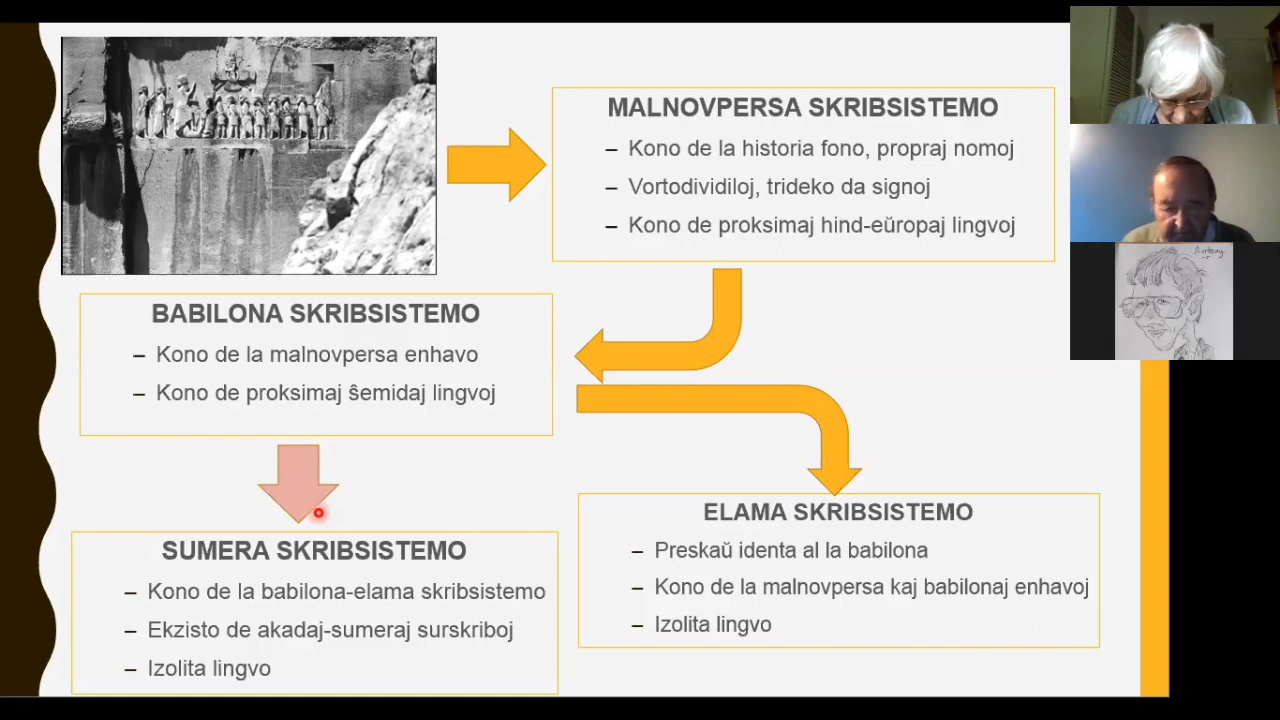 MALNOVPERSA SKRIBSISTEMO
– Kono de la historia fono, propraj nomoj
– Vortodividiloj, trideko da signoj
– Kono de proksimaj hind-eŭropaj lingvoj
BABILONA SKRIBSISTEMO
– Kono de la malnovpersa enhavo
– Kono de proksimaj ŝemidaj lingvoj
ELAMA SKRIBSISTEMO
– Preskaŭ identa al la babilona
– Kono de la malnovpersa kaj babilonaj enhavoj
– Izolita lingvo
SUMERA SKRIBSISTEMO
– Kono de la babilona-elama skribsistemo
– Ekzisto de akadaj-sumeraj surskriboj
– Izolita lingvo